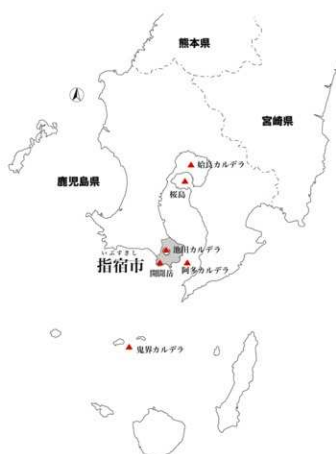 熊本県
宮崎県
姶良カルデラ
桜島
鹿児島県
いぶすきし
指宿市
池田カルデラ
開聞岳
阿多カルデラ
鬼界カルデラ